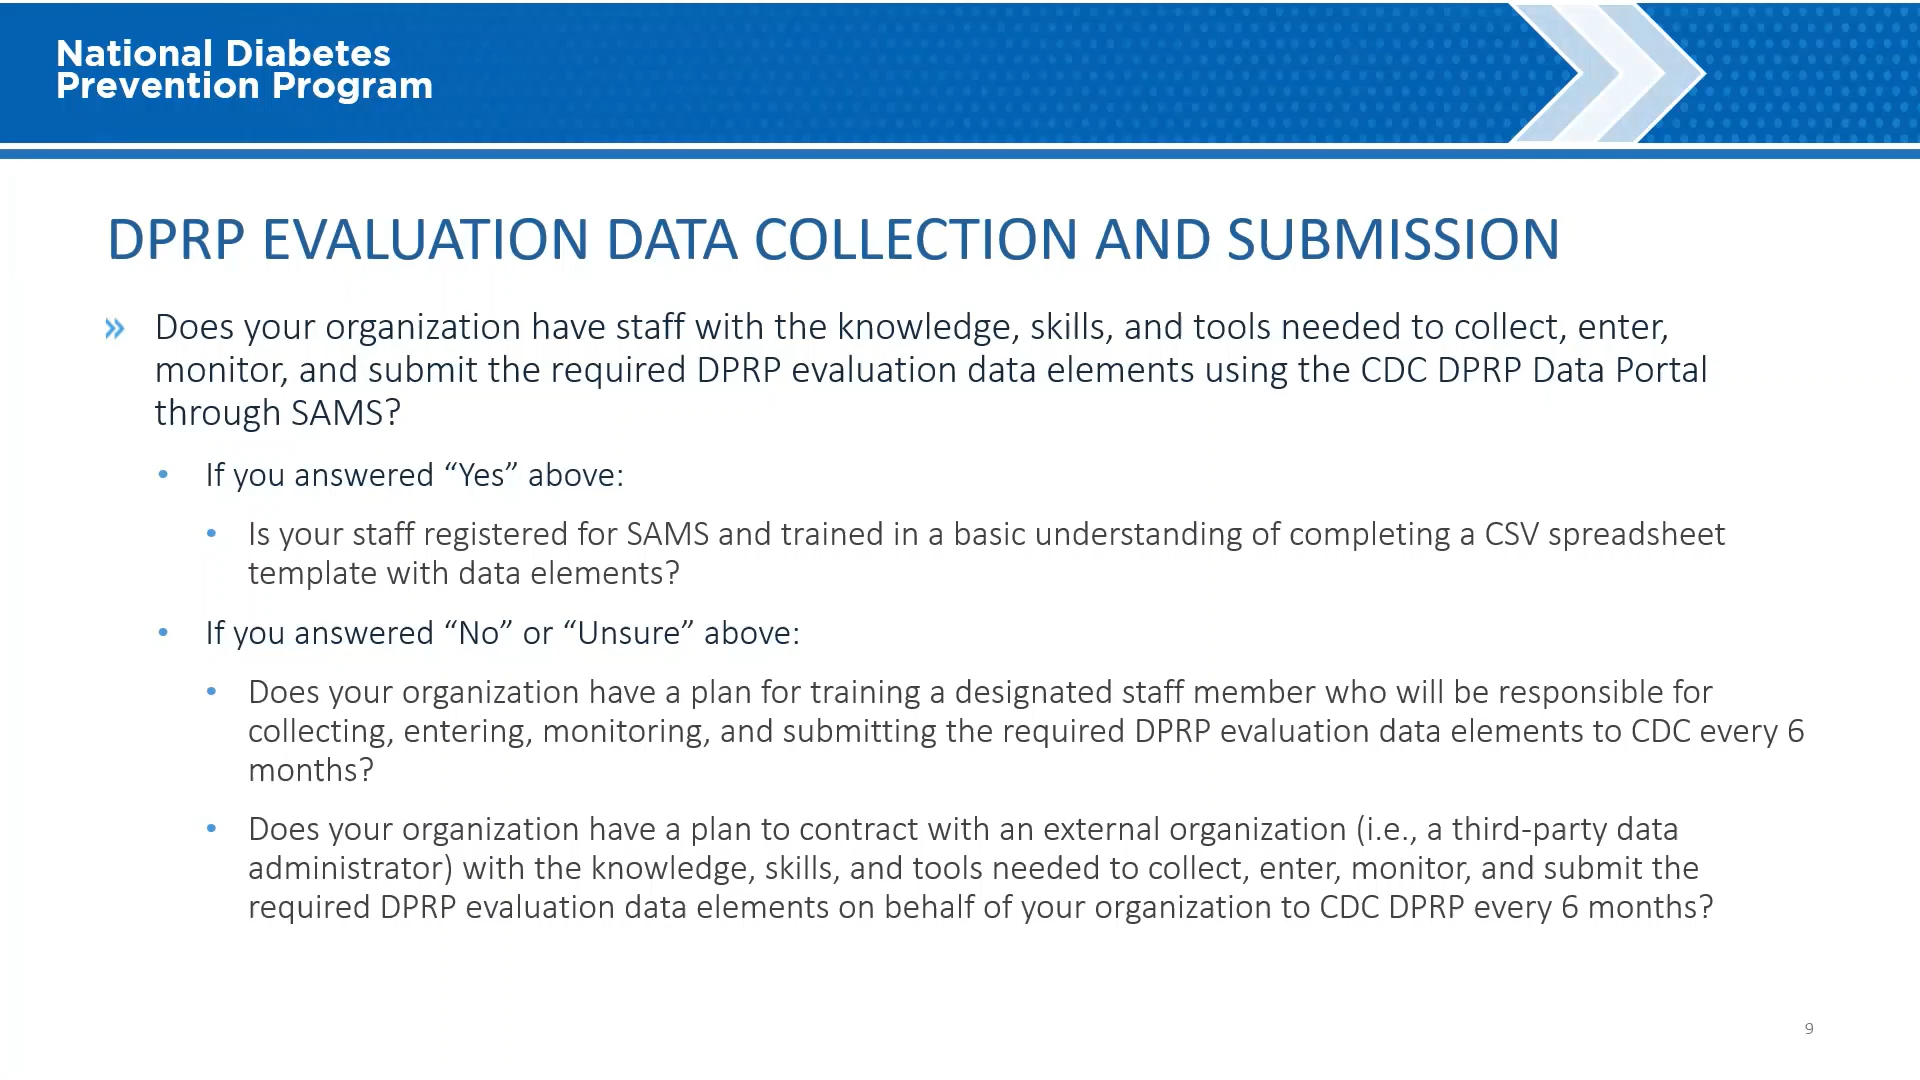 National Diabetes
Prevention Program
DPRP EVALUATION DATA COLLECTION AND SUBMISSION
» Does your organization have staff with the knowledge, skills, and tools needed to collect, enter,
monitor, and submit the required DPRP evaluation data elements using the CDC DPRP Data Portal
through SAMS?
• If you answered “Yes” above:
• Is your staff registered for SAMS and trained in a basic understanding of completing a CSV spreadsheet
template with data elements?
• If you answered “No” or “Unsure” above:
• Does your organization have a plan for training a designated staff member who will be responsible for
collecting, entering, monitoring, and submitting the required DPRP evaluation data elements to CDC every 6
months?
• Does your organization have a plan to contract with an external organization (i.e., a third-party data
administrator) with the knowledge, skills, and tools needed to collect, enter, monitor, and submit the
required DPRP evaluation data elements on behalf of your organization to CDC DPRP every 6 months?
9